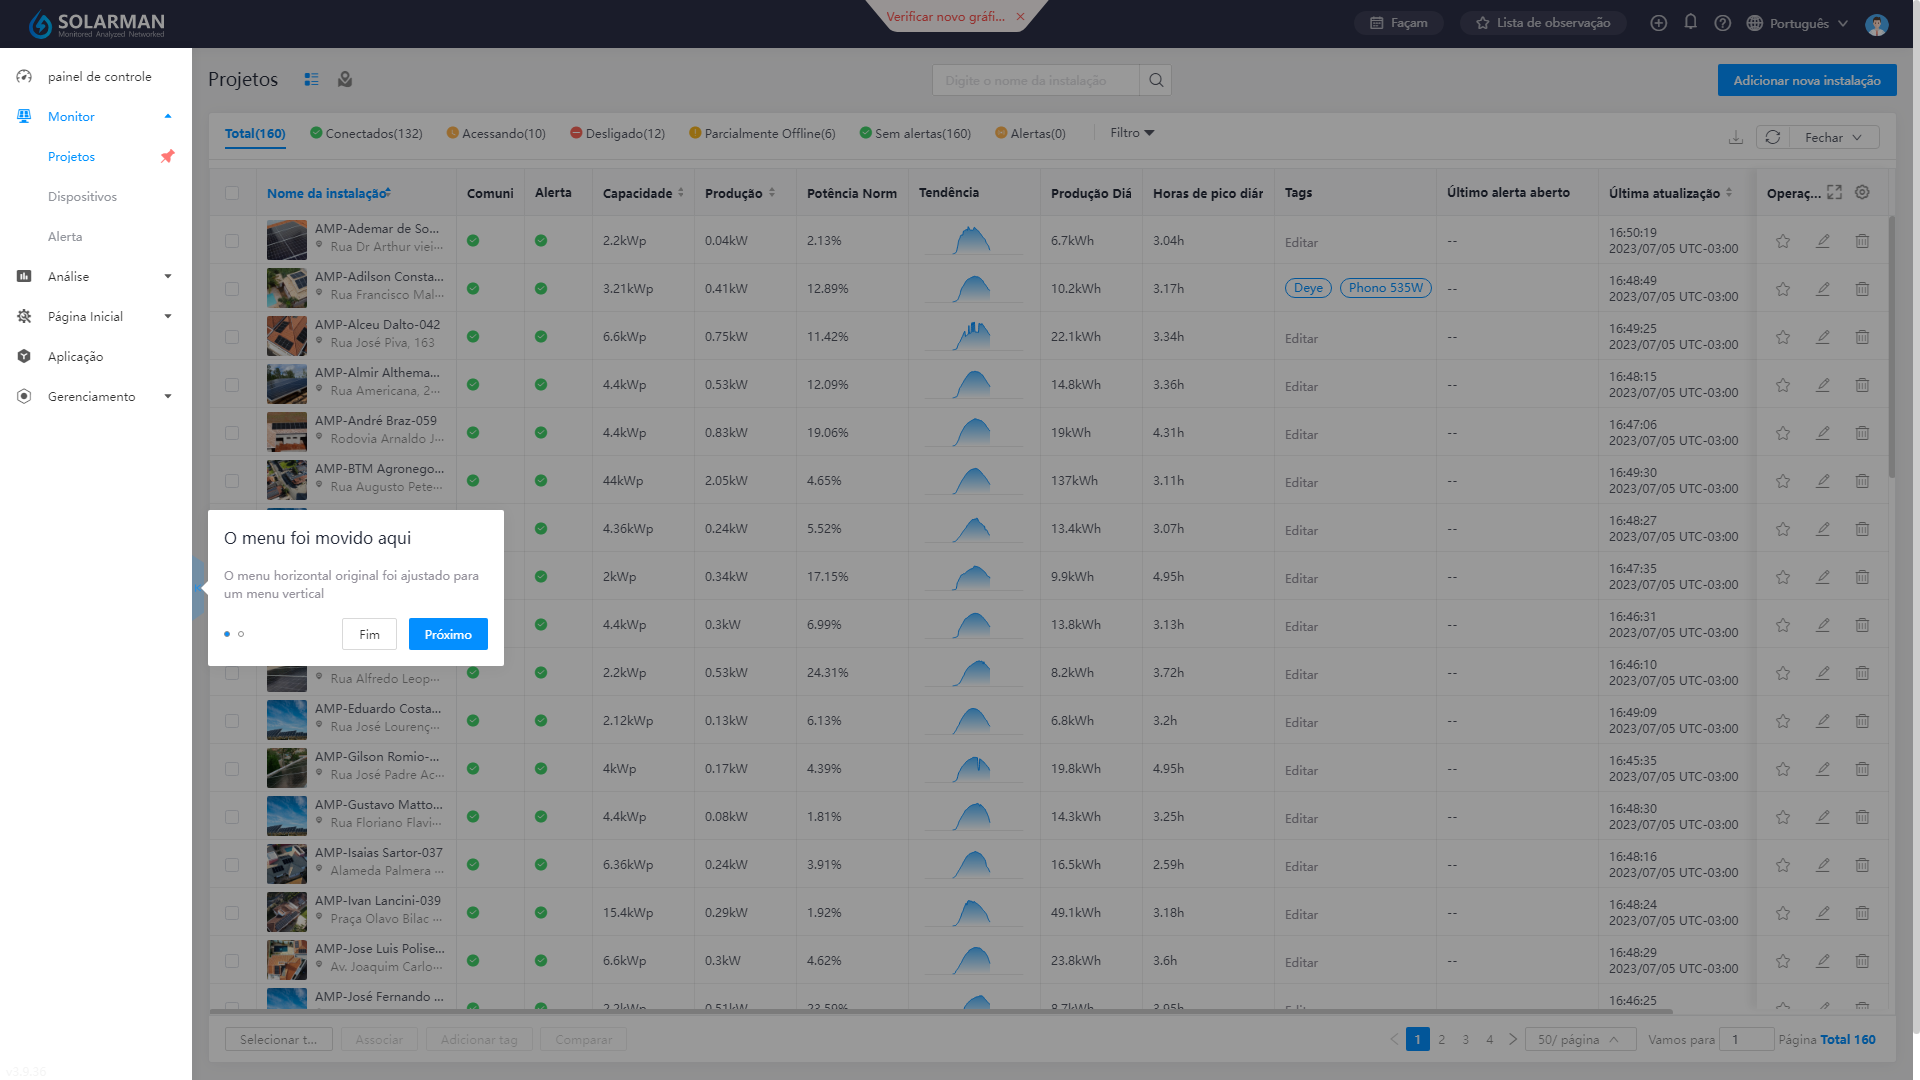 SOLARMAN
Monitored Analyzed Networked
Verificar novo gráfi...
Façam
Lista de observação
Português
painel de controle
Monitor
Projetos
Dispositivos
Alerta
Análise
Página Inicial
Aplicação
Gerenciamento
Projetos
Digite o nome da instalação
Adicionar nova instalação
Total(160)
Conectados(132)
Acessando(10)
Desligado(12)
Parcialmente Offline(6)
Sem alertas(160)
Alertas(0)
Filtro
Fechar
Nome da instalação
Comuni
Alerta
Capacidade
Produção
Potência Norm
Tendência
Produção Diá
Horas de pico diár
Tags
Último alerta aberto
Última atualização
Operaç...
AMP-Ademar de So...
Rua Dr Arthur viei...
2.2kWp
0.04kW
2.13%
6.7kWh
3.04h
Editar
--
16:50:19
2023/07/05 UTC-03:00
AMP-Adilson Consta...
Rua Francisco Mal...
3.21kWp
0.41kW
12.89%
10.2kWh
3.17h
Deye
Phono 535W
--
16:48:49
2023/07/05 UTC-03:00
AMP-Alceu Dalto-042
Rua José Piva, 163
6.6kWp
0.75kW
11.42%
22.1kWh
3.34h
Editar
--
16:49:25
2023/07/05 UTC-03:00
AMP-Almir Althema...
Rua Americana, 2...
4.4kWp
0.53kW
12.09%
14.8kWh
3.36h
Editar
--
16:48:15
2023/07/05 UTC-03:00
AMP-André Braz-059
Rodovia Arnaldo J...
4.4kWp
0.83kW
19.06%
19kWh
4.31h
Editar
--
16:47:06
2023/07/05 UTC-03:00
AMP-BTM Agronego...
Rua Augusto Pete...
44kWp
2.05kW
4.65%
137kWh
3.11h
Editar
--
16:49:30
2023/07/05 UTC-03:00
4.36kWp
0.24kW
5.52%
13.4kWh
3.07h
Editar
--
16:48:27
2023/07/05 UTC-03:00
O menu foi movido aqui
O menu horizontal original foi ajustado para
um menu vertical
Fim
Próximo
2kWp
0.34kW
17.15%
9.9kWh
4.95h
Editar
--
16:47:35
2023/07/05 UTC-03:00
4.4kWp
0.3kW
6.99%
13.8kWh
3.13h
Editar
--
16:46:31
2023/07/05 UTC-03:00
Rua Alfredo Leop...
2.2kWp
0.53kW
24.31%
8.2kWh
3.72h
Editar
--
16:46:10
2023/07/05 UTC-03:00
AMP-Eduardo Costa...
Rua José Lourenç...
2.12kWp
0.13kW
6.13%
6.8kWh
3.2h
Editar
--
16:49:09
2023/07/05 UTC-03:00
AMP-Gilson Romio-...
Rua José Padre Ac...
4kWp
0.17kW
4.39%
19.8kWh
4.95h
Editar
--
16:45:35
2023/07/05 UTC-03:00
AMP-Gustavo Matto...
Rua Floriano Flavi...
4.4kWp
0.08kW
1.81%
14.3kWh
3.25h
Editar
--
16:48:30
2023/07/05 UTC-03:00
AMP-Isaias Sartor-037
Alameda Palmera ...
6.36kWp
0.24kW
3.91%
16.5kWh
2.59h
Editar
--
16:48:16
2023/07/05 UTC-03:00
AMP-Ivan Lancini-039
Praça Olavo Bilac ...
15.4kWp
0.29kW
1.92%
49.1kWh
3.18h
Editar
--
16:48:24
2023/07/05 UTC-03:00
AMP-Jose Luis Polise...
Av. Joaquim Carlo...
6.6kWp
0.3kW
4.62%
23.8kWh
3.6h
Editar
--
16:48:29
2023/07/05 UTC-03:00
AMP-José Fernando ...
2.2kWp
0.51kW
23.59%
8.7kWh
3.95h
Editar
--
16:46:25
Selecionar t...
Associar
Adicionar tag
Comparar
1
2
3
4
50/ página
Vamos para
1
Página
Total 160
v3.9.36